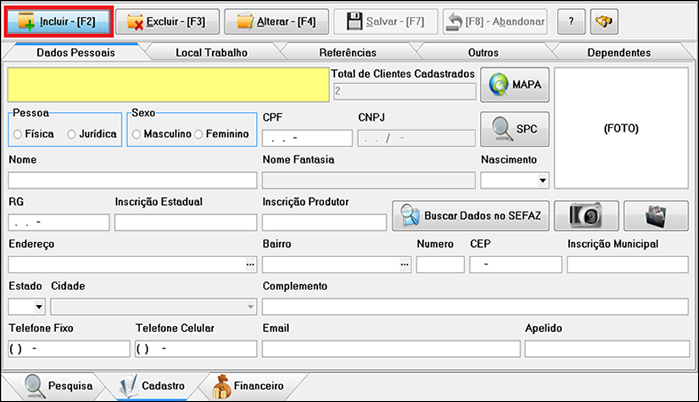 Incluir - [F2] Excluir - [F3] Alterar - [F4] Salvar - [F7] [F8] - Abandonar ?
Dados Pessoais Local Trabalho Referências Outros Dependentes
Total de Clientes Cadastrados
2
MAPA
(FOTO)
Pessoa Sexo CPF CNPJ
Física Jurídica Masculino Feminino . . - . . / - SPC
Nome Nome Fantasia Nascimento
RG Inscrição Estadual Inscrição Produtor
. . - Buscar Dados no SEFAZ
Endereço Bairro Numero CEP Inscrição Municipal
... ... -
Estado Cidade Complemento
Telefone Fixo Telefone Celular Email Apelido
( ) - ( ) -
Pesquisa Cadastro Financeiro